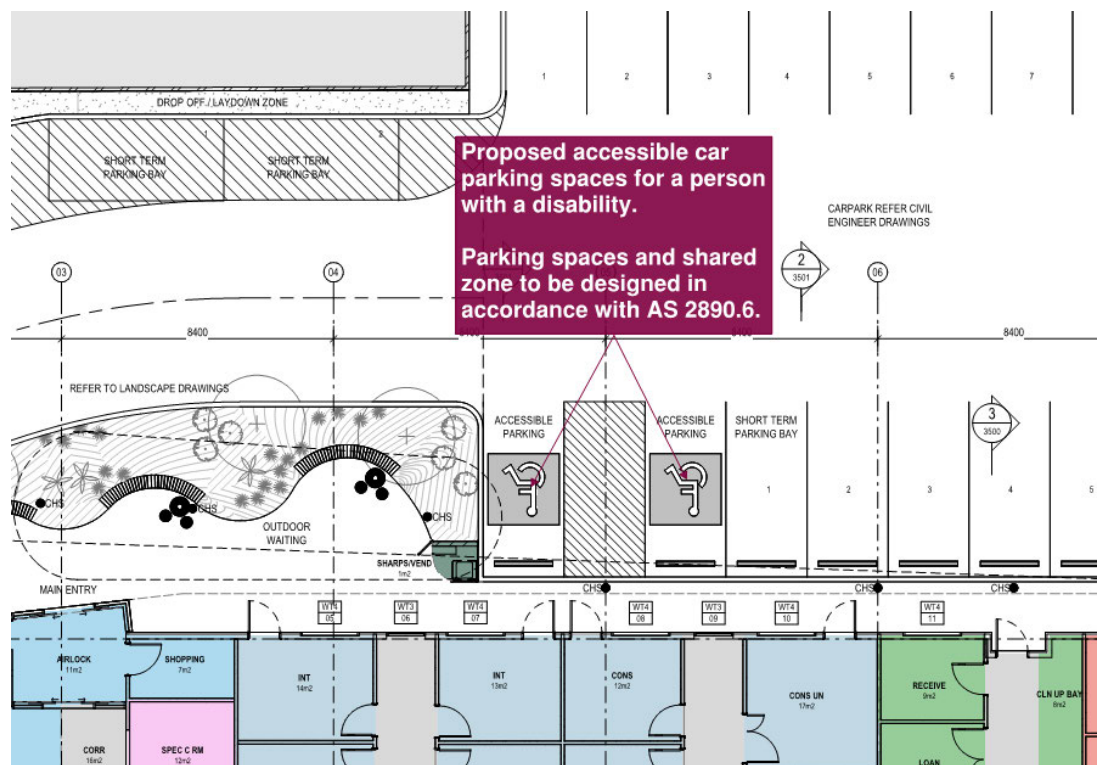 1
2
3
4
5
6
7
DROP OFF / LAYDOWN ZONE
1
2
SHORT TERM
PARKING BAY
SHORT TERM
PARKING BAY
Proposed accessible car
parking spaces for a person
with a disability.
Parking spaces and shared
zone to be designed in
accordance with AS 2890.6.
CARPARK REFER CIVIL
ENGINEER DRAWINGS
2
3501
03
04
06
8400
8400
8400
8400
REFER TO LANDSCAPE DRAWINGS
ACCESSIBLE
PARKING
ACCESSIBLE
PARKING
SHORT TERM
PARKING BAY
3
3500
1
2
3
4
5
CHS
CHS
CHS
OUTDOOR
WAITING
SHARPS/VEND
1m2
MAIN ENTRY
CHS
CHS
CHS
WT4
05
WT3
06
WT4
07
WT4
08
WT3
09
WT4
10
WT4
11
AIRLOCK
11m2
SHOPPING
7m2
INT
14m2
INT
13m2
CONS
12m2
CONS UN
17m2
RECEIVE
9m2
CLN UP BAY
8m2
CORR
16m2
SPEC C RM
12m2
LOAN